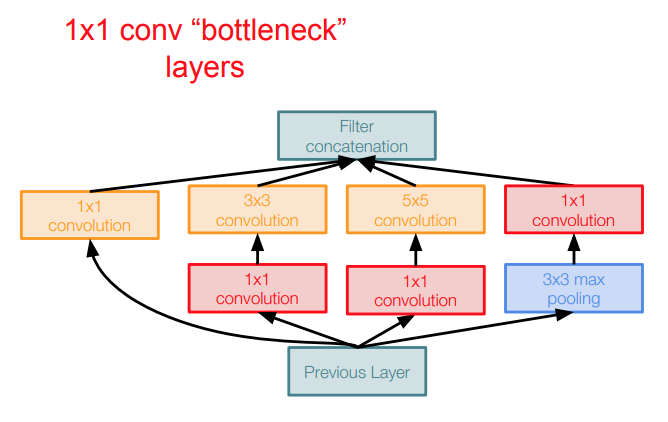 1x1 conv “bottleneck”
layers
Filter
concatenation
1x1
convolution
3x3
convolution
5x5
convolution
1x1
convolution
1x1
convolution
1x1
convolution
3x3 max
pooling
Previous Layer